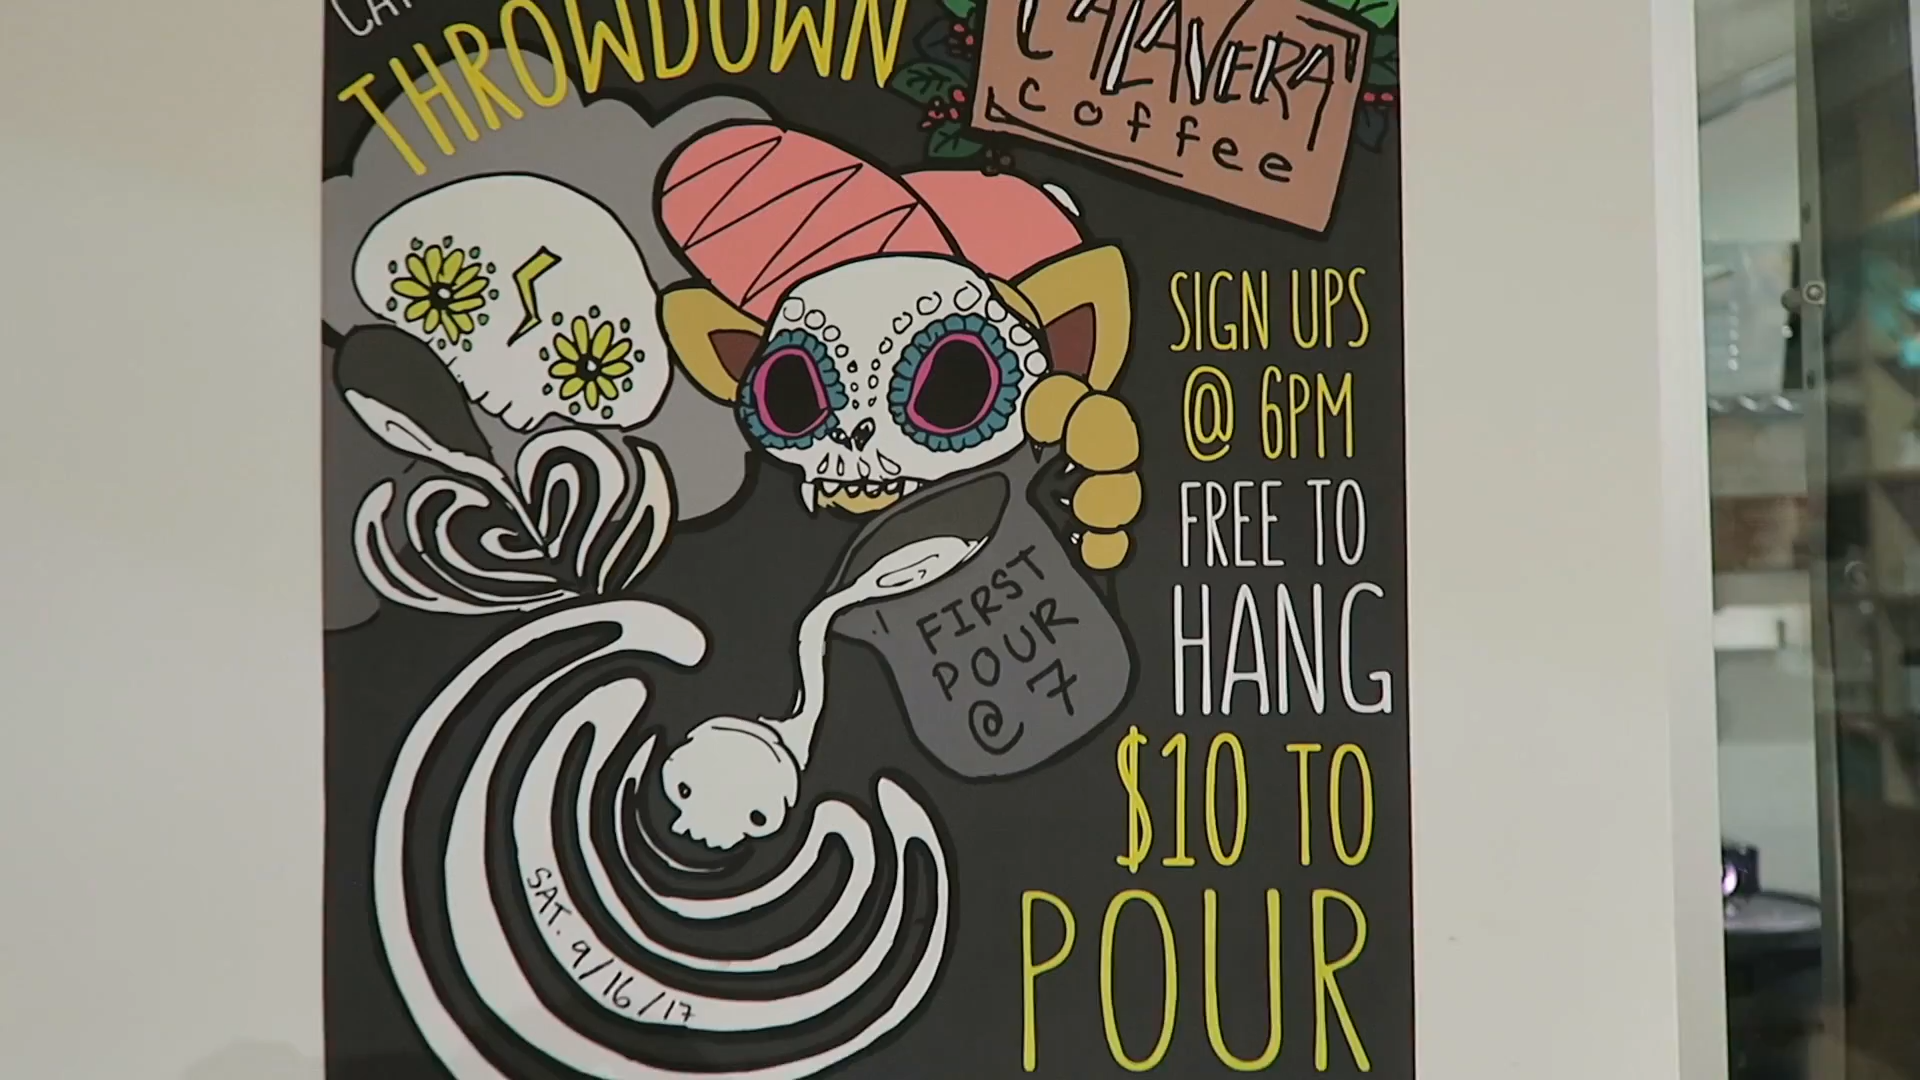 THROWDOWN
CALAVERA
coffee
SIGN UPS
@ 6PM
FREE TO
HANG
$10 TO
POUR
FIRST
POUR
@ 7
SAT. 9/16/17